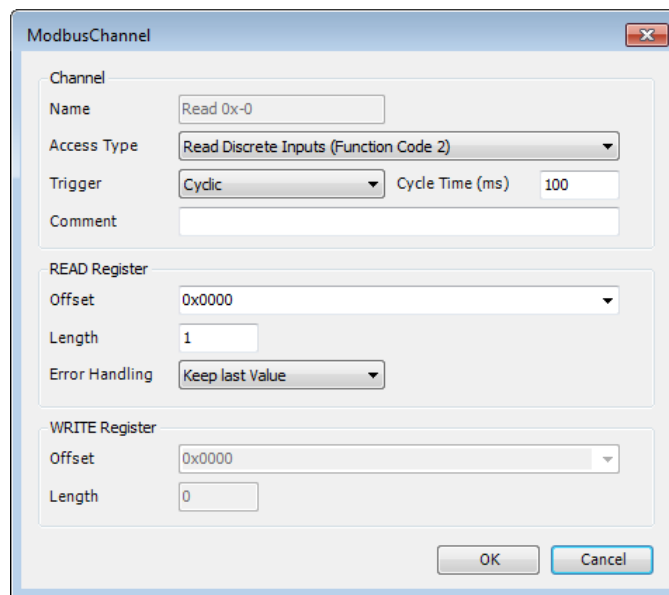 ModbusChannel
Channel
Name Read 0x-0
Access Type Read Discrete Inputs (Function Code 2)
Trigger Cyclic Cycle Time (ms) 100
Comment
READ Register
Offset 0x0000
Length 1
Error Handling Keep last Value
WRITE Register
Offset 0x0000
Length 0
OK Cancel